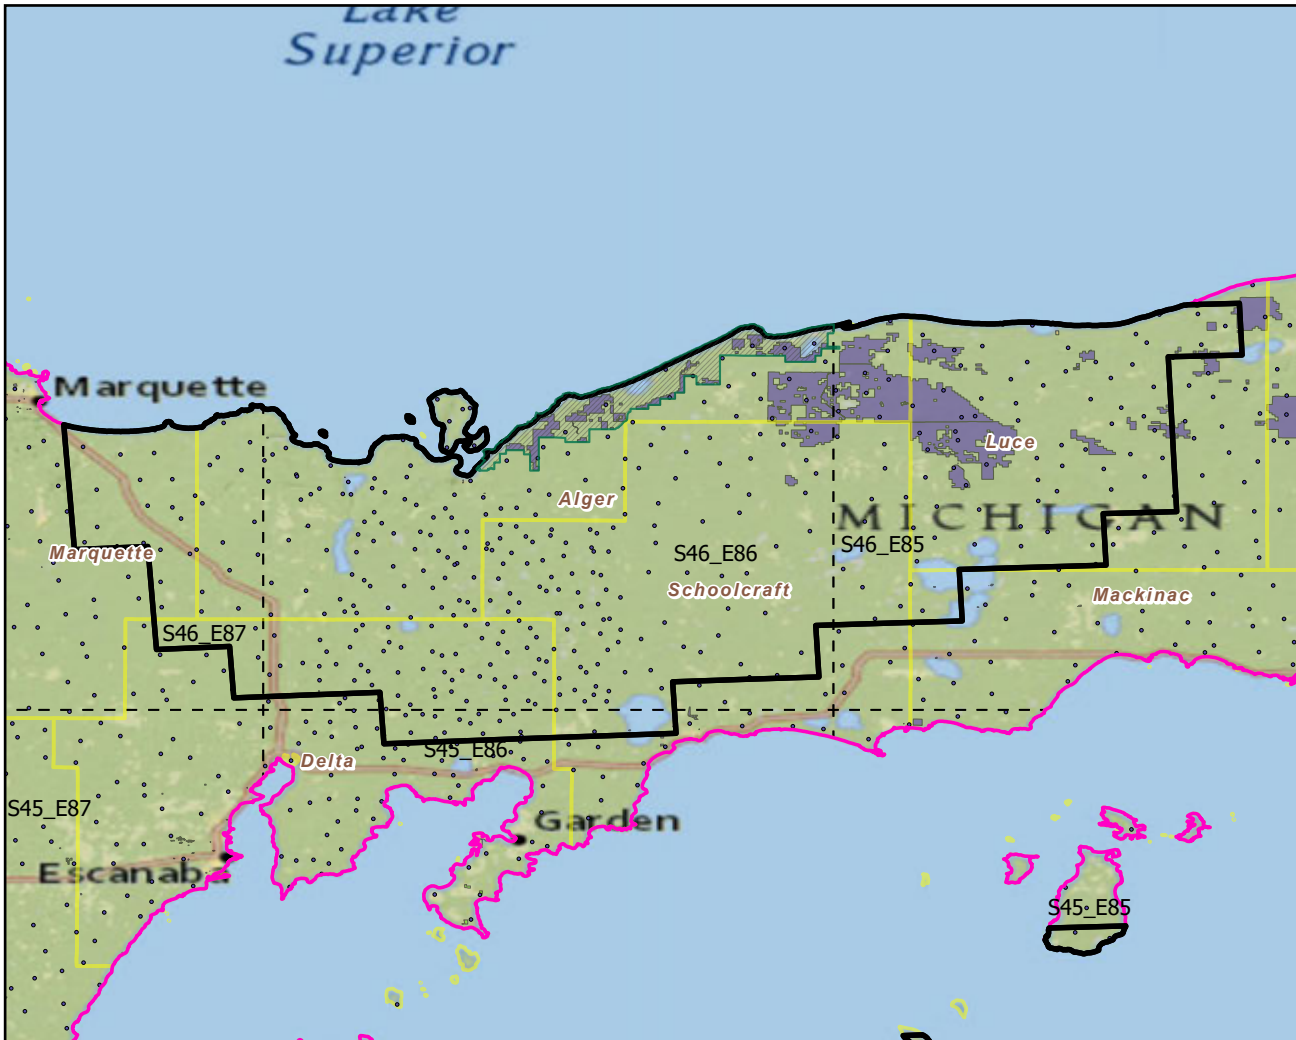 Lake
Superior
Marquette
Luce
Alger
MICHIGAN
S46_E85
Marquette
S46_E86
Schoolcraft
Mackinac
S46_E87
S45_E86
Delta
S45_E87
Garden
Escanaba
S45_E85